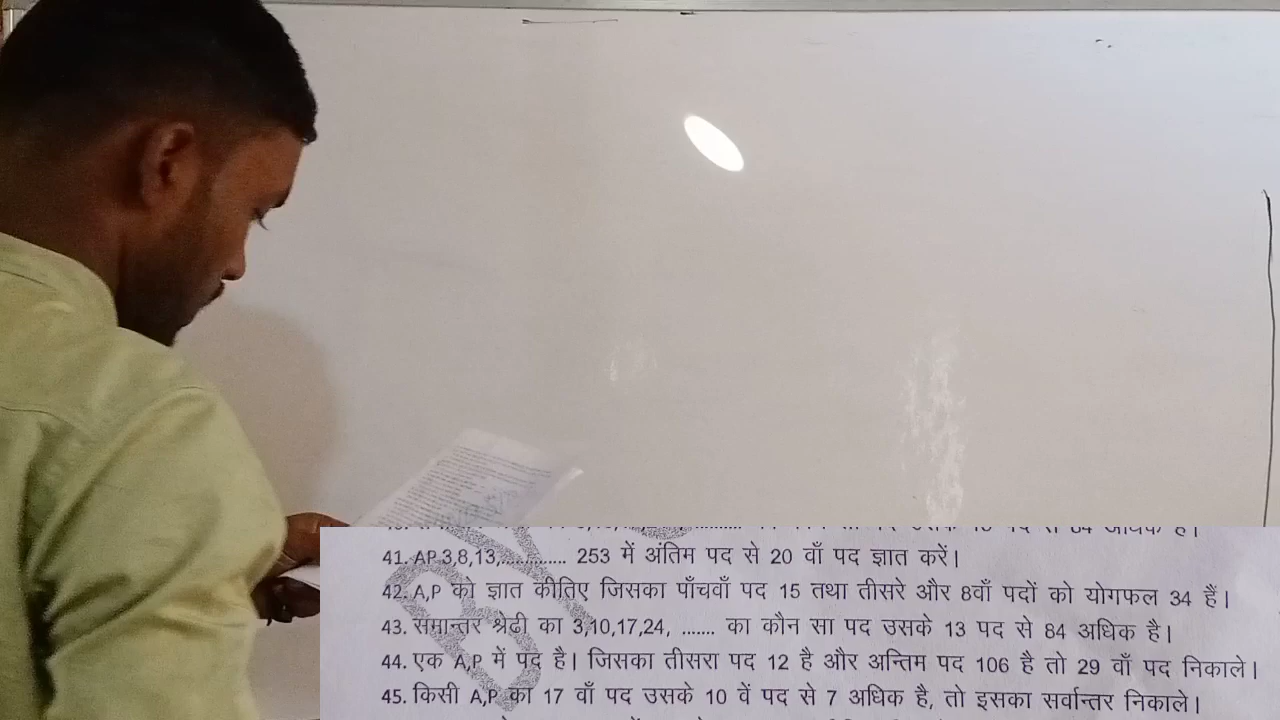 41. AP 3,8,13,............ 253 में अंतिम पद से 20 वाँ पद ज्ञात करें।
42. A,P को ज्ञात कीतिए जिसका पाँचवाँ पद 15 तथा तीसरे और 8वाँ पदों को योगफल 34 हैं।
43. समान्तर श्रेढी का 3,10,17,24, ....... का कौन सा पद उसके 13 पद से 84 अधिक है।
44. एक A,P में पद है। जिसका तीसरा पद 12 है और अन्तिम पद 106 है तो 29 वाँ पद निकाले।
45. किसी A,P का 17 वाँ पद उसके 10 वें पद से 7 अधिक है, तो इसका सर्वान्तर निकाले।